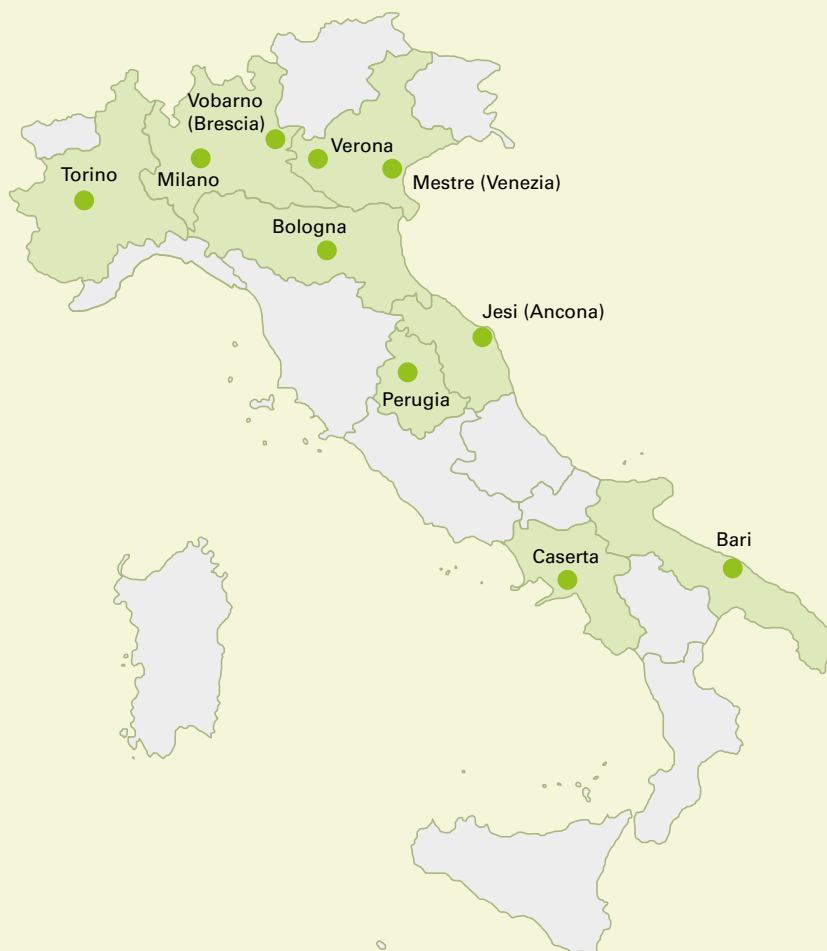 Vobarno
(Brescia)
Verona
Torino
Milano
Mestre (Venezia)
Bologna
Jesi (Ancona)
Perugia
Bari
Caserta